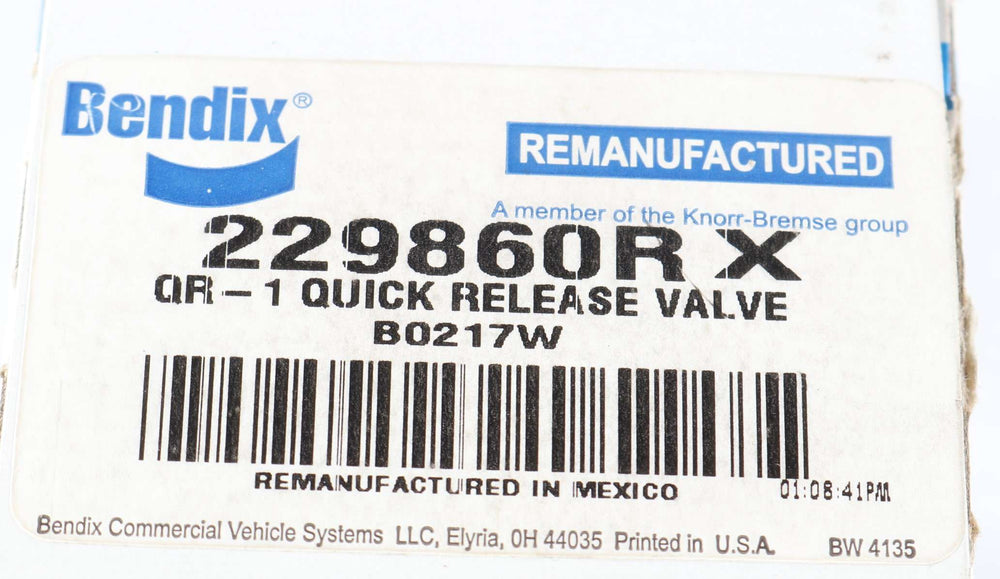 Bendix®
REMANUFACTURED
A member of the Knorr-Bremse group
229860RX
QR-1 QUICK RELEASE VALVE
B0217W
REMANUFACTURED IN MEXICO
01:08:41PM
Bendix Commercial Vehicle Systems LLC, Elyria, OH 44035 Printed in U.S.A. BW 4135